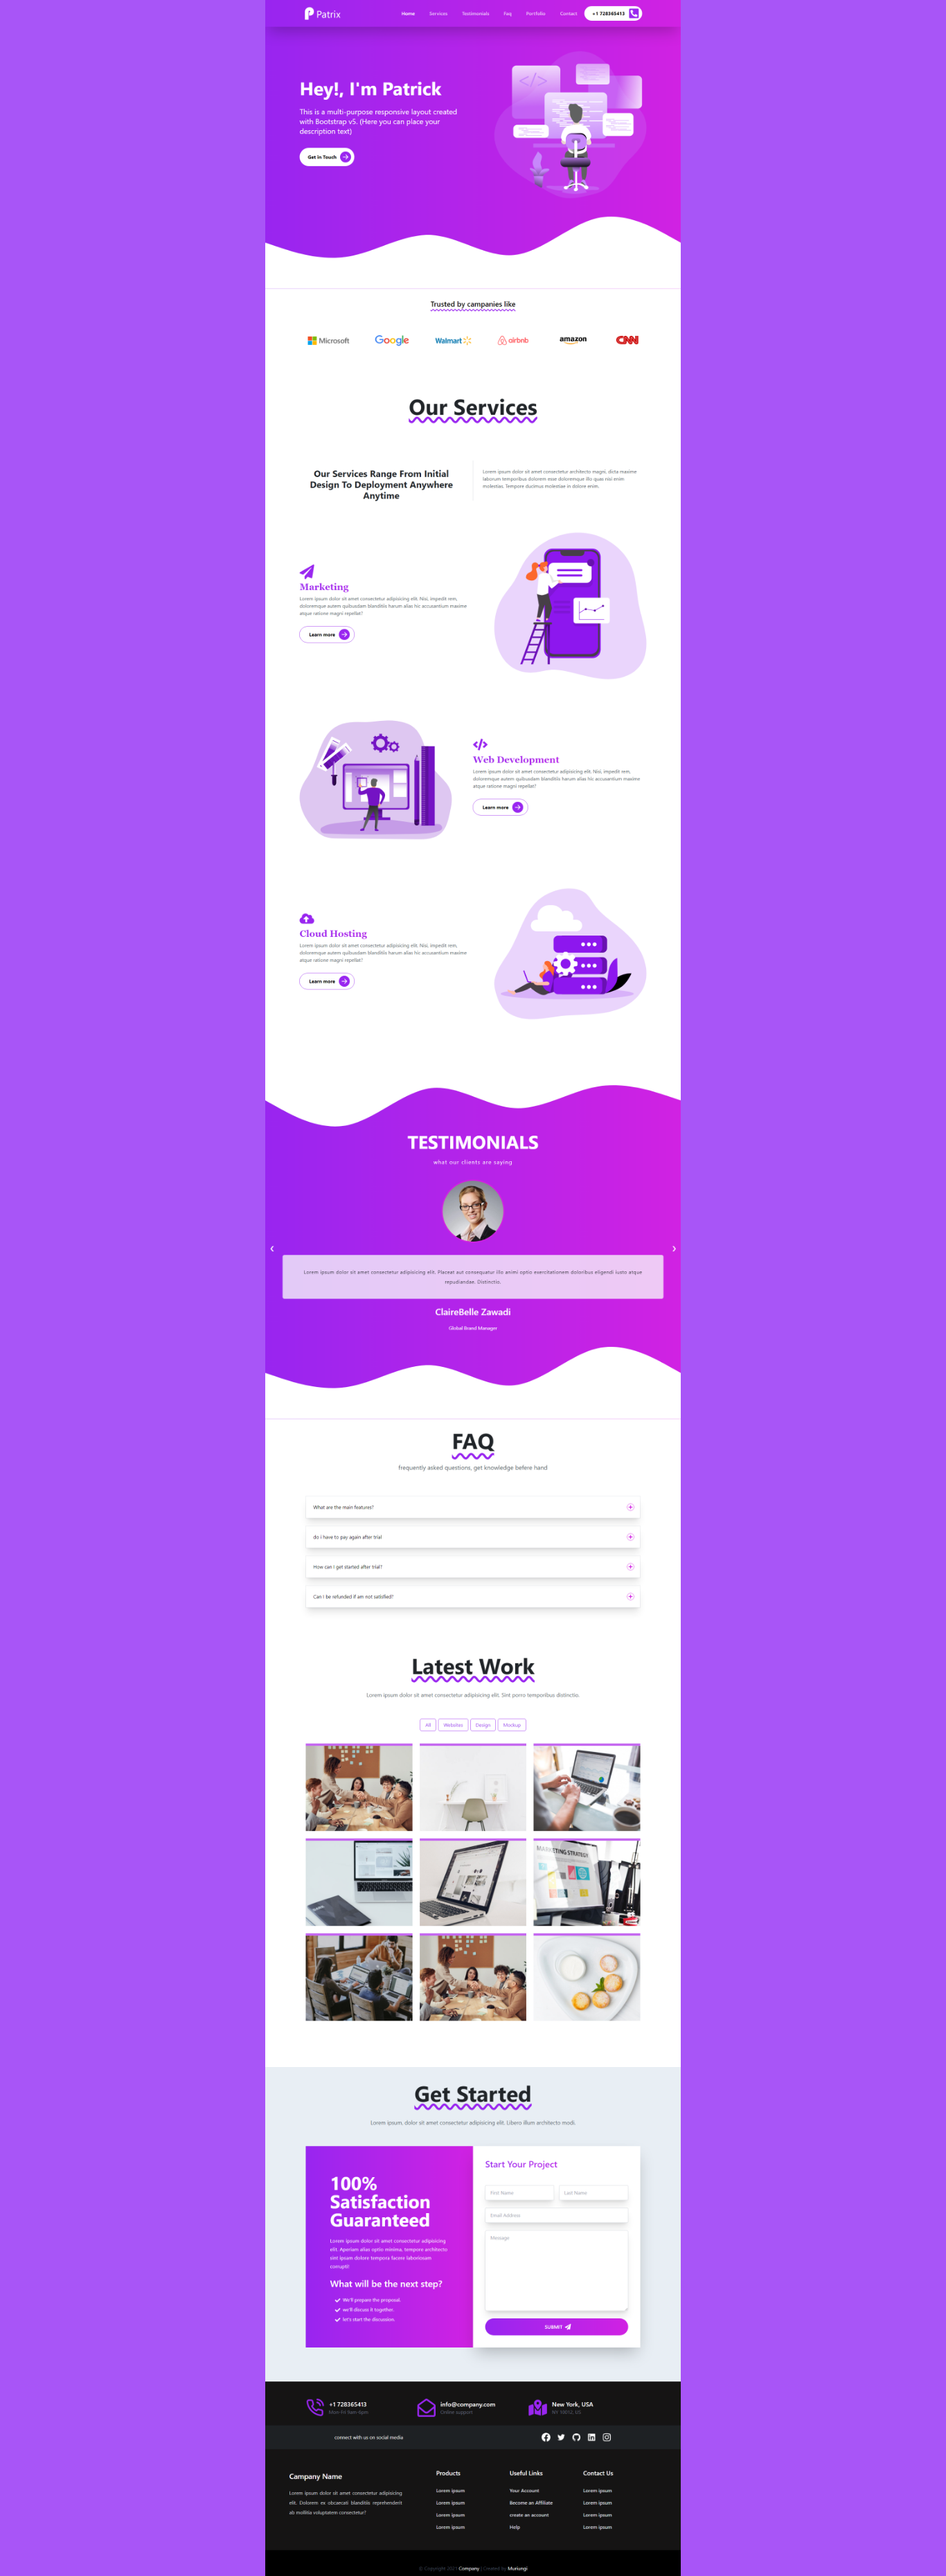 Patrix
Home Services Testimonials Faq Portfolio Contact +1 728365413
Hey!, I'm Patrick
This is a multi-purpose responsive layout created
with Bootstrap v5. (Here you can place your
description text)
Get In Touch
Trusted by companies like
Microsoft Google Walmart airbnb amazon CNN
Our Services
Our Services Range From Initial
Design To Deployment Anywhere
Anytime
Lorem ipsum dolor sit amet consectetur architecto magni, dicta maxime
laborum temporibus dolorem esse doloremque illo quas nisi enim
molestias. Tempore ducimus molestiae in dolore enim.
Marketing
Lorem ipsum dolor sit amet consectetur adipisicing elit. Nisi, impedit rem,
doloremque autem quibusdam blanditiis harum alias hic accusantium maxime
atque ratione magni repellat?
Learn more
Web Development
Lorem ipsum dolor sit amet consectetur adipisicing elit. Nisi, impedit rem,
doloremque autem quibusdam blanditiis harum alias hic accusantium maxime
atque ratione magni repellat?
Learn more
Cloud Hosting
Lorem ipsum dolor sit amet consectetur adipisicing elit. Nisi, impedit rem,
doloremque autem quibusdam blanditiis harum alias hic accusantium maxime
atque ratione magni repellat?
Learn more
TESTIMONIALS
what our clients are saying
Lorem ipsum dolor sit amet consectetur adipisicing elit. Placeat aut consequatur illo animi optio exercitationem doloribus eligendi iusto atque
repudiandae. Distinctio.
ClaireBelle Zawadi
Global Brand Manager
FAQ
frequently asked questions, get knowledge befere hand
What are the main features?
do i have to pay again after trial
How can I get started after trial?
Can I be refunded if am not satisfied?
Latest Work
Lorem ipsum dolor sit amet consectetur adipisicing elit. Sint porro temporibus distinctio.
All Websites Design Mockup
MARKETING STRATEGY
Get Started
Lorem ipsum, dolor sit amet consectetur adipisicing elit. Libero illum architecto modi.
100%
Satisfaction
Guaranteed
Lorem ipsum dolor sit amet consectetur adipisicing
elit. Aperiam alias optio minima, tempore architecto
sint ipsum dolore tempora facere laboriosam
corrupti!
What will be the next step?
We'll prepare the proposal.
we'll discuss it together.
let's start the discussion.
Start Your Project
First Name Last Name
Email Address
Message
SUBMIT
+1 728365413 info@company.com New York, USA
Online support
connect with us on social media
Company Name
Lorem ipsum dolor sit amet consectetur adipisicing
elit. Dolorem ex obcaecati blanditiis reprehenderit
ab mollitia voluptatem consectetur?
Products
Lorem ipsum
Lorem ipsum
Lorem ipsum
Lorem ipsum
Useful Links
Your Account
Become an Affiliate
create an account
Help
Contact Us
Lorem ipsum
Lorem ipsum
Lorem ipsum
Lorem ipsum
Company | Created by Muriungi